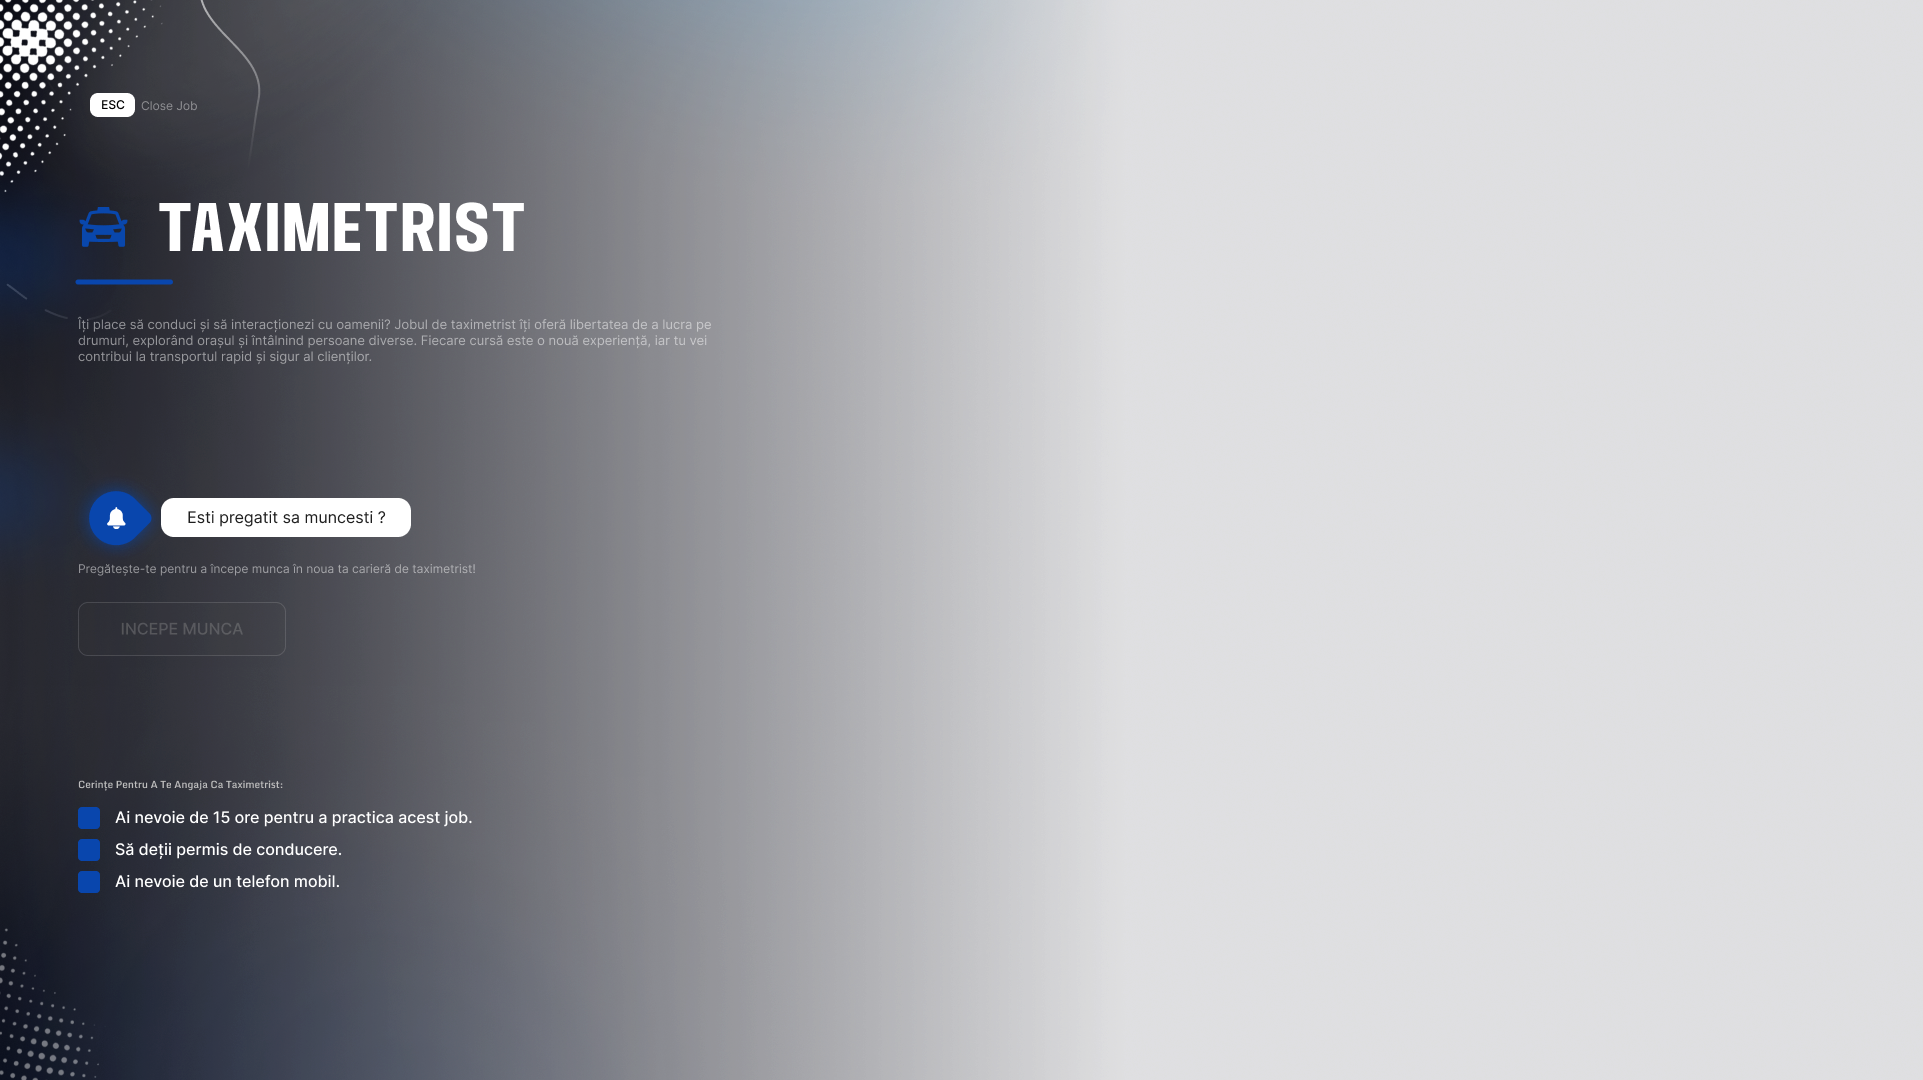 ESC Close Job
TAXIMETRIST
Îți place să conduci și să interacționezi cu oamenii? Jobul de taximetrist îți oferă libertatea de a lucra pe
drumuri, explorând orașul și întâlnind persoane diverse. Fiecare cursă este o nouă experiență, iar tu vei
contribui la transportul rapid și sigur al clienților.
Esti pregatit sa muncesti ?
Pregătește-te pentru a începe munca în noua ta carieră de taximetrist!
INCEPE MUNCA
Cerințe Pentru A Te Angaja Ca Taximetrist:
Ai nevoie de 15 ore pentru a practica acest job.
Să deții permis de conducere.
Ai nevoie de un telefon mobil.